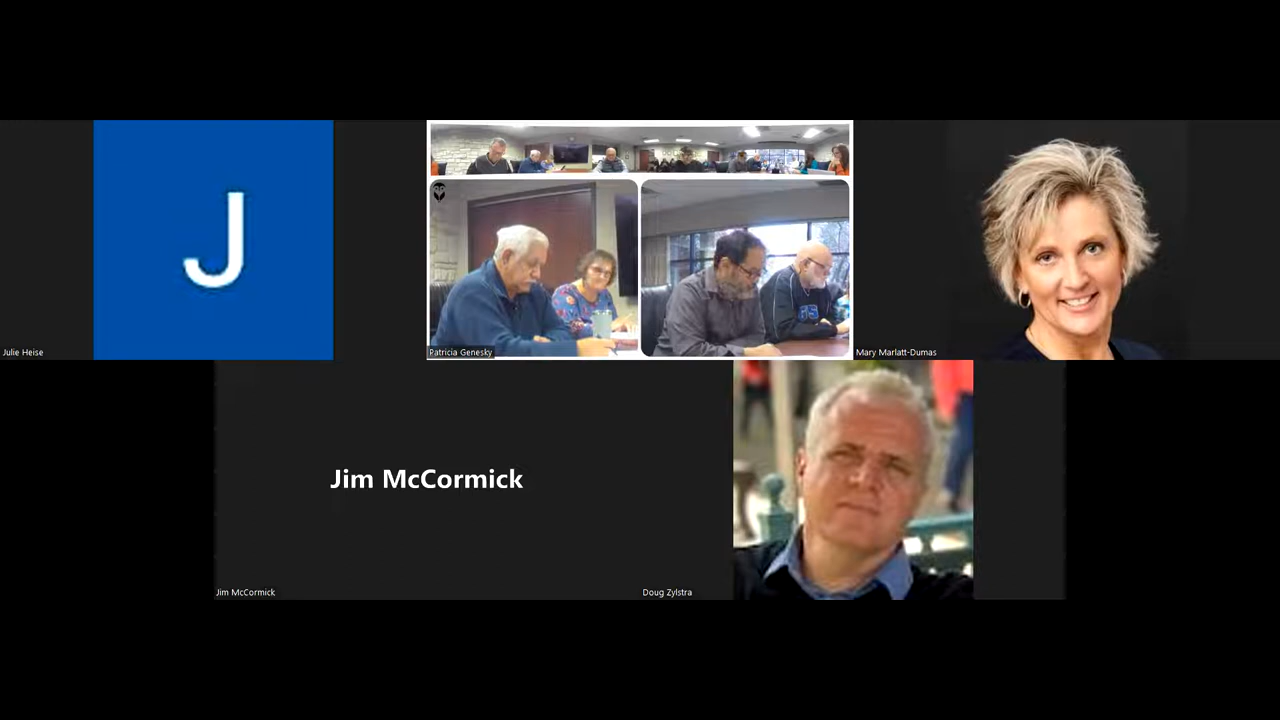 J
Julie Heise
Patricia Genesky
Mary Marlatt-Dumas
Jim McCormick
Jim McCormick
Doug Zylstra